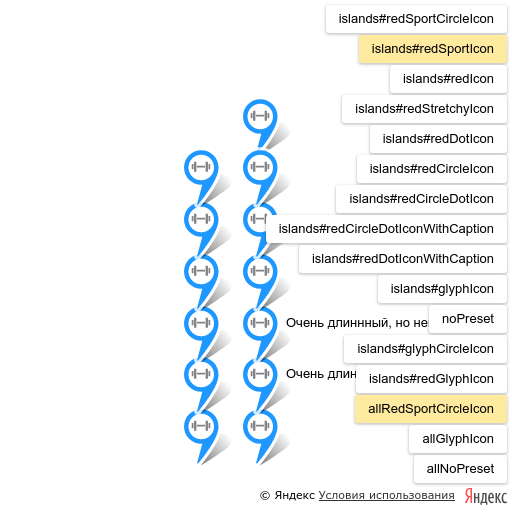 islands#redSportCircleIcon
islands#redSportIcon
islands#redIcon
islands#redStretchyIcon
islands#redDotIcon
islands#redCircleIcon
islands#redCircleDotIcon
islands#redCircleDotIconWithCaption
islands#redDotIconWithCaption
islands#glyphIcon
Очень длиннный, но не
noPreset
islands#glyphCircleIcon
Очень длин
islands#redGlyphIcon
allRedSportCircleIcon
allGlyphIcon
allNoPreset
© Яндекс Условия использования Яндекс